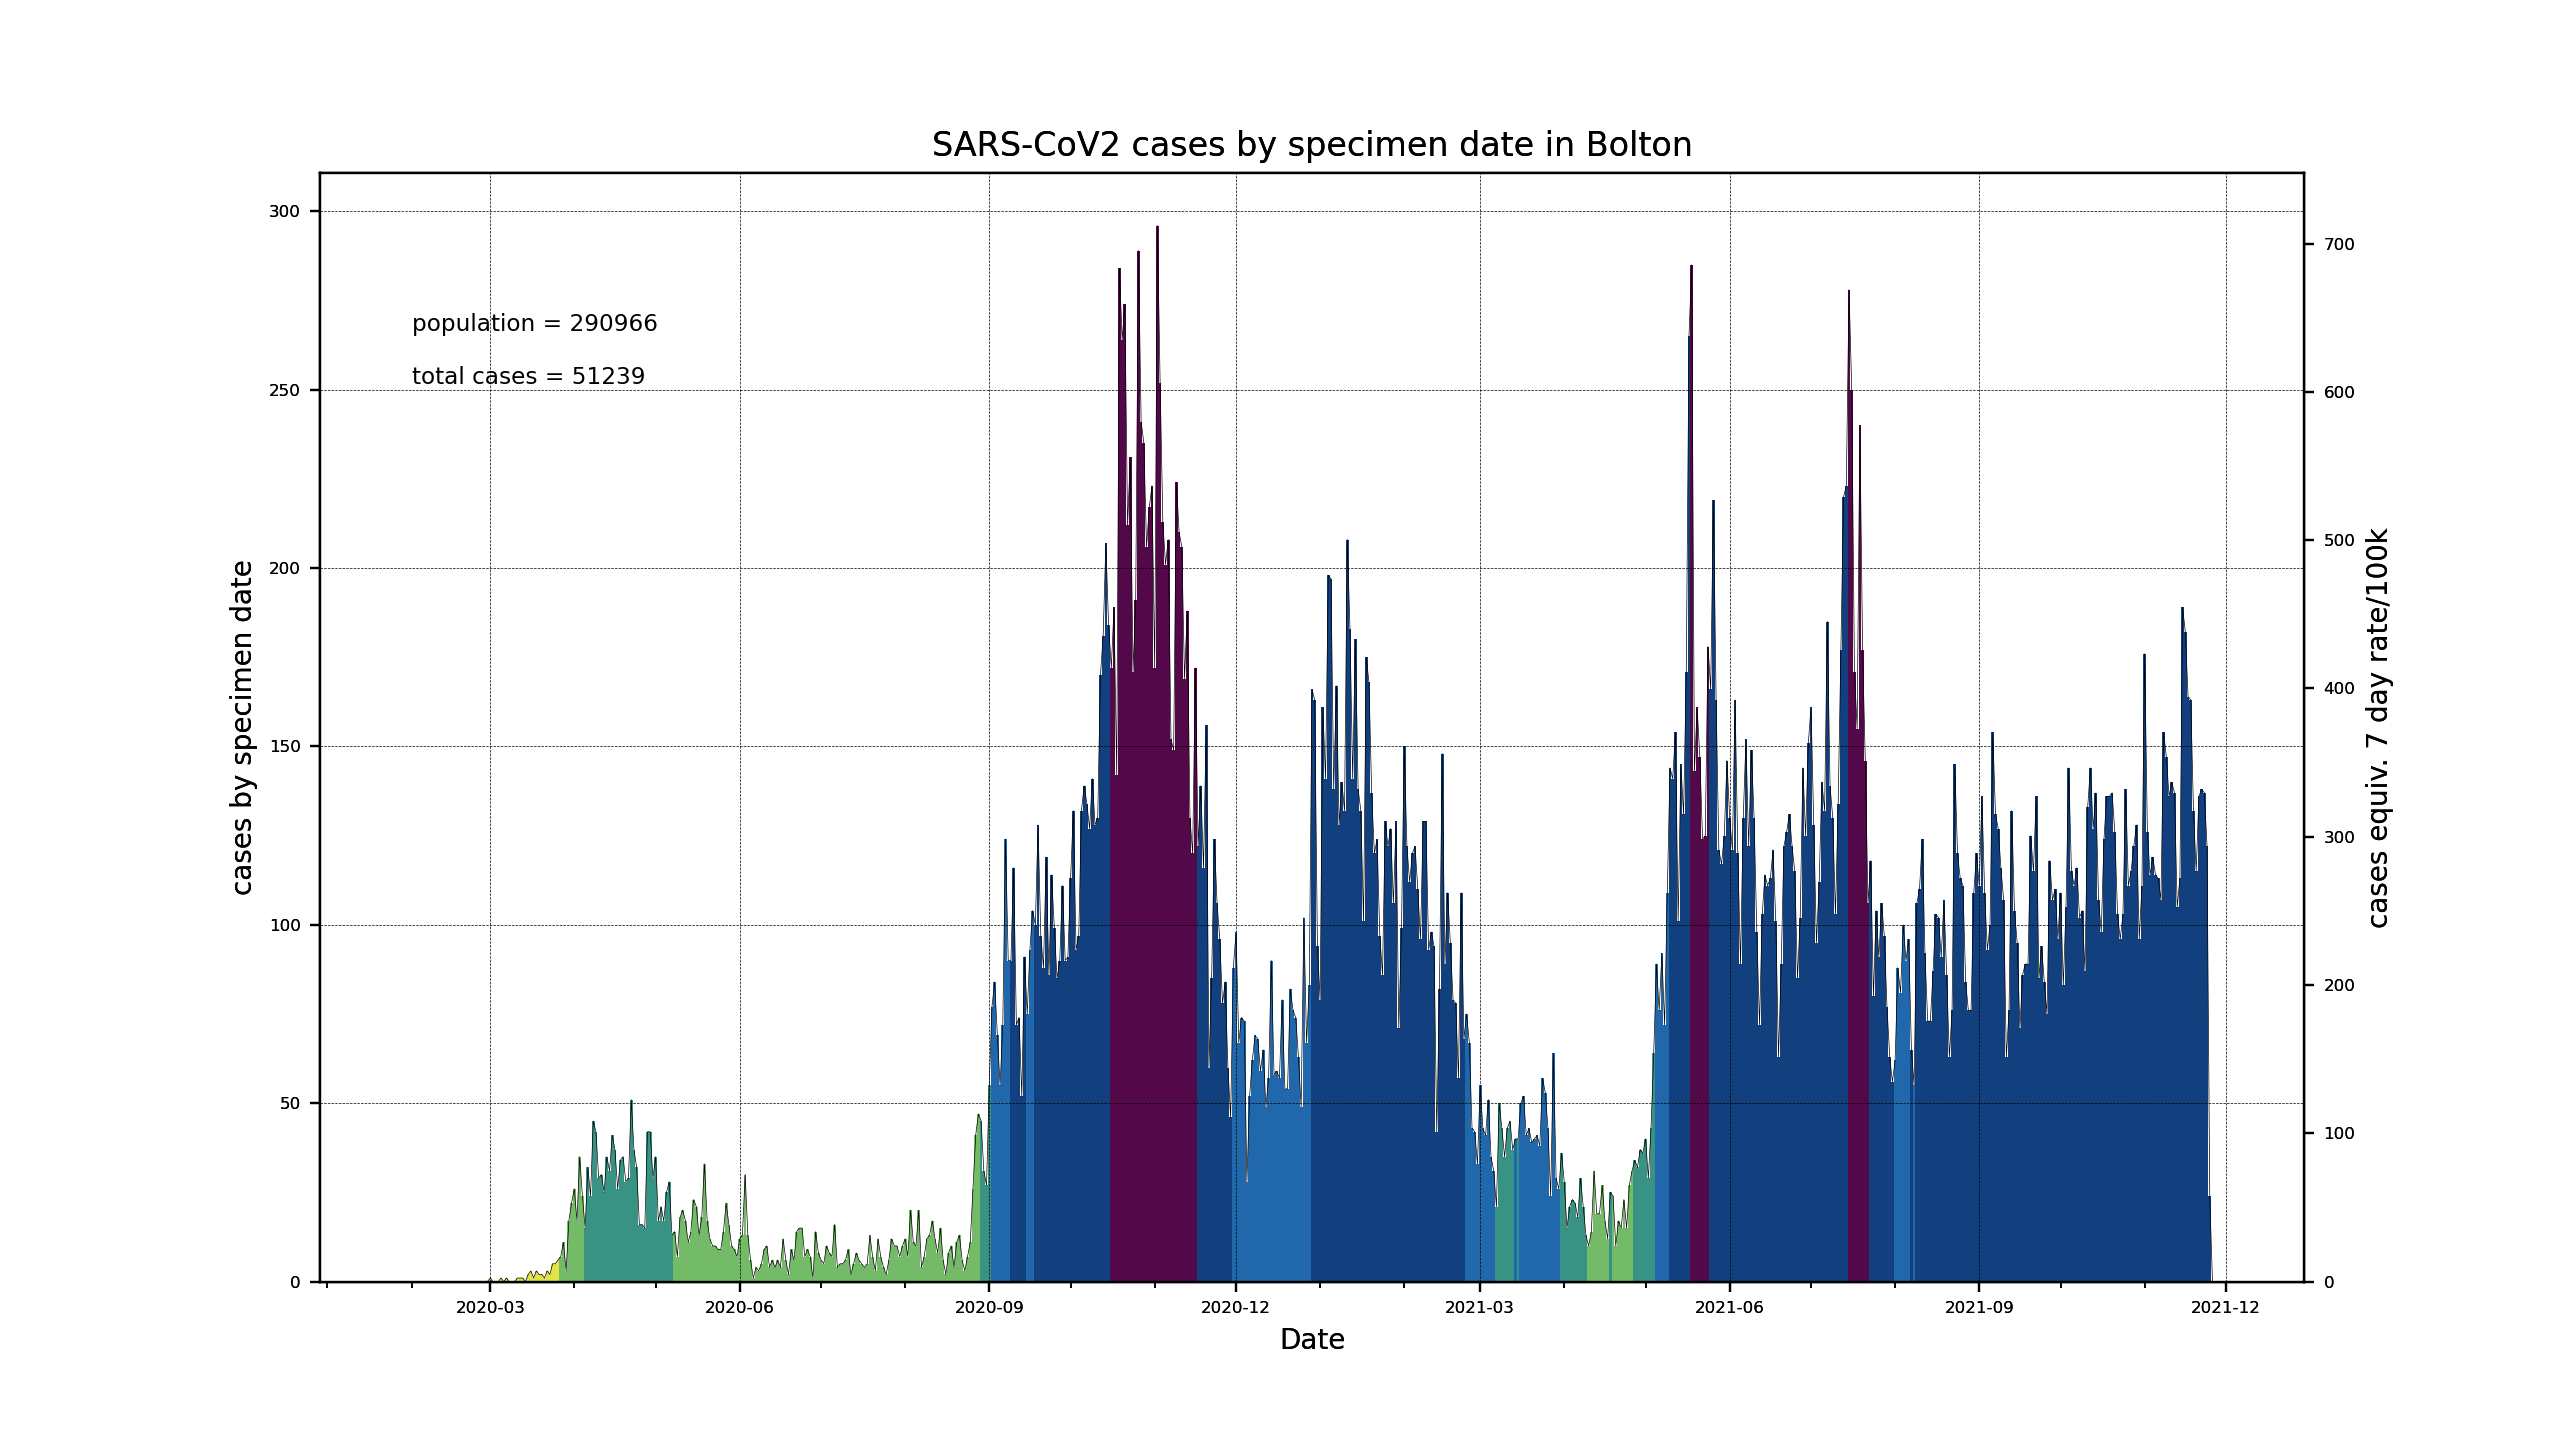 SARS-CoV2 cases by specimen date in Bolton
population = 290966
total cases = 51239
cases by specimen date
300
250
200
150
100
50
0
700
600
500
400
300
200
100
0
cases equiv. 7 day rate/100k
2020-03 2020-06 2020-09 2020-12 2021-03 2021-06 2021-09 2021-12
Date